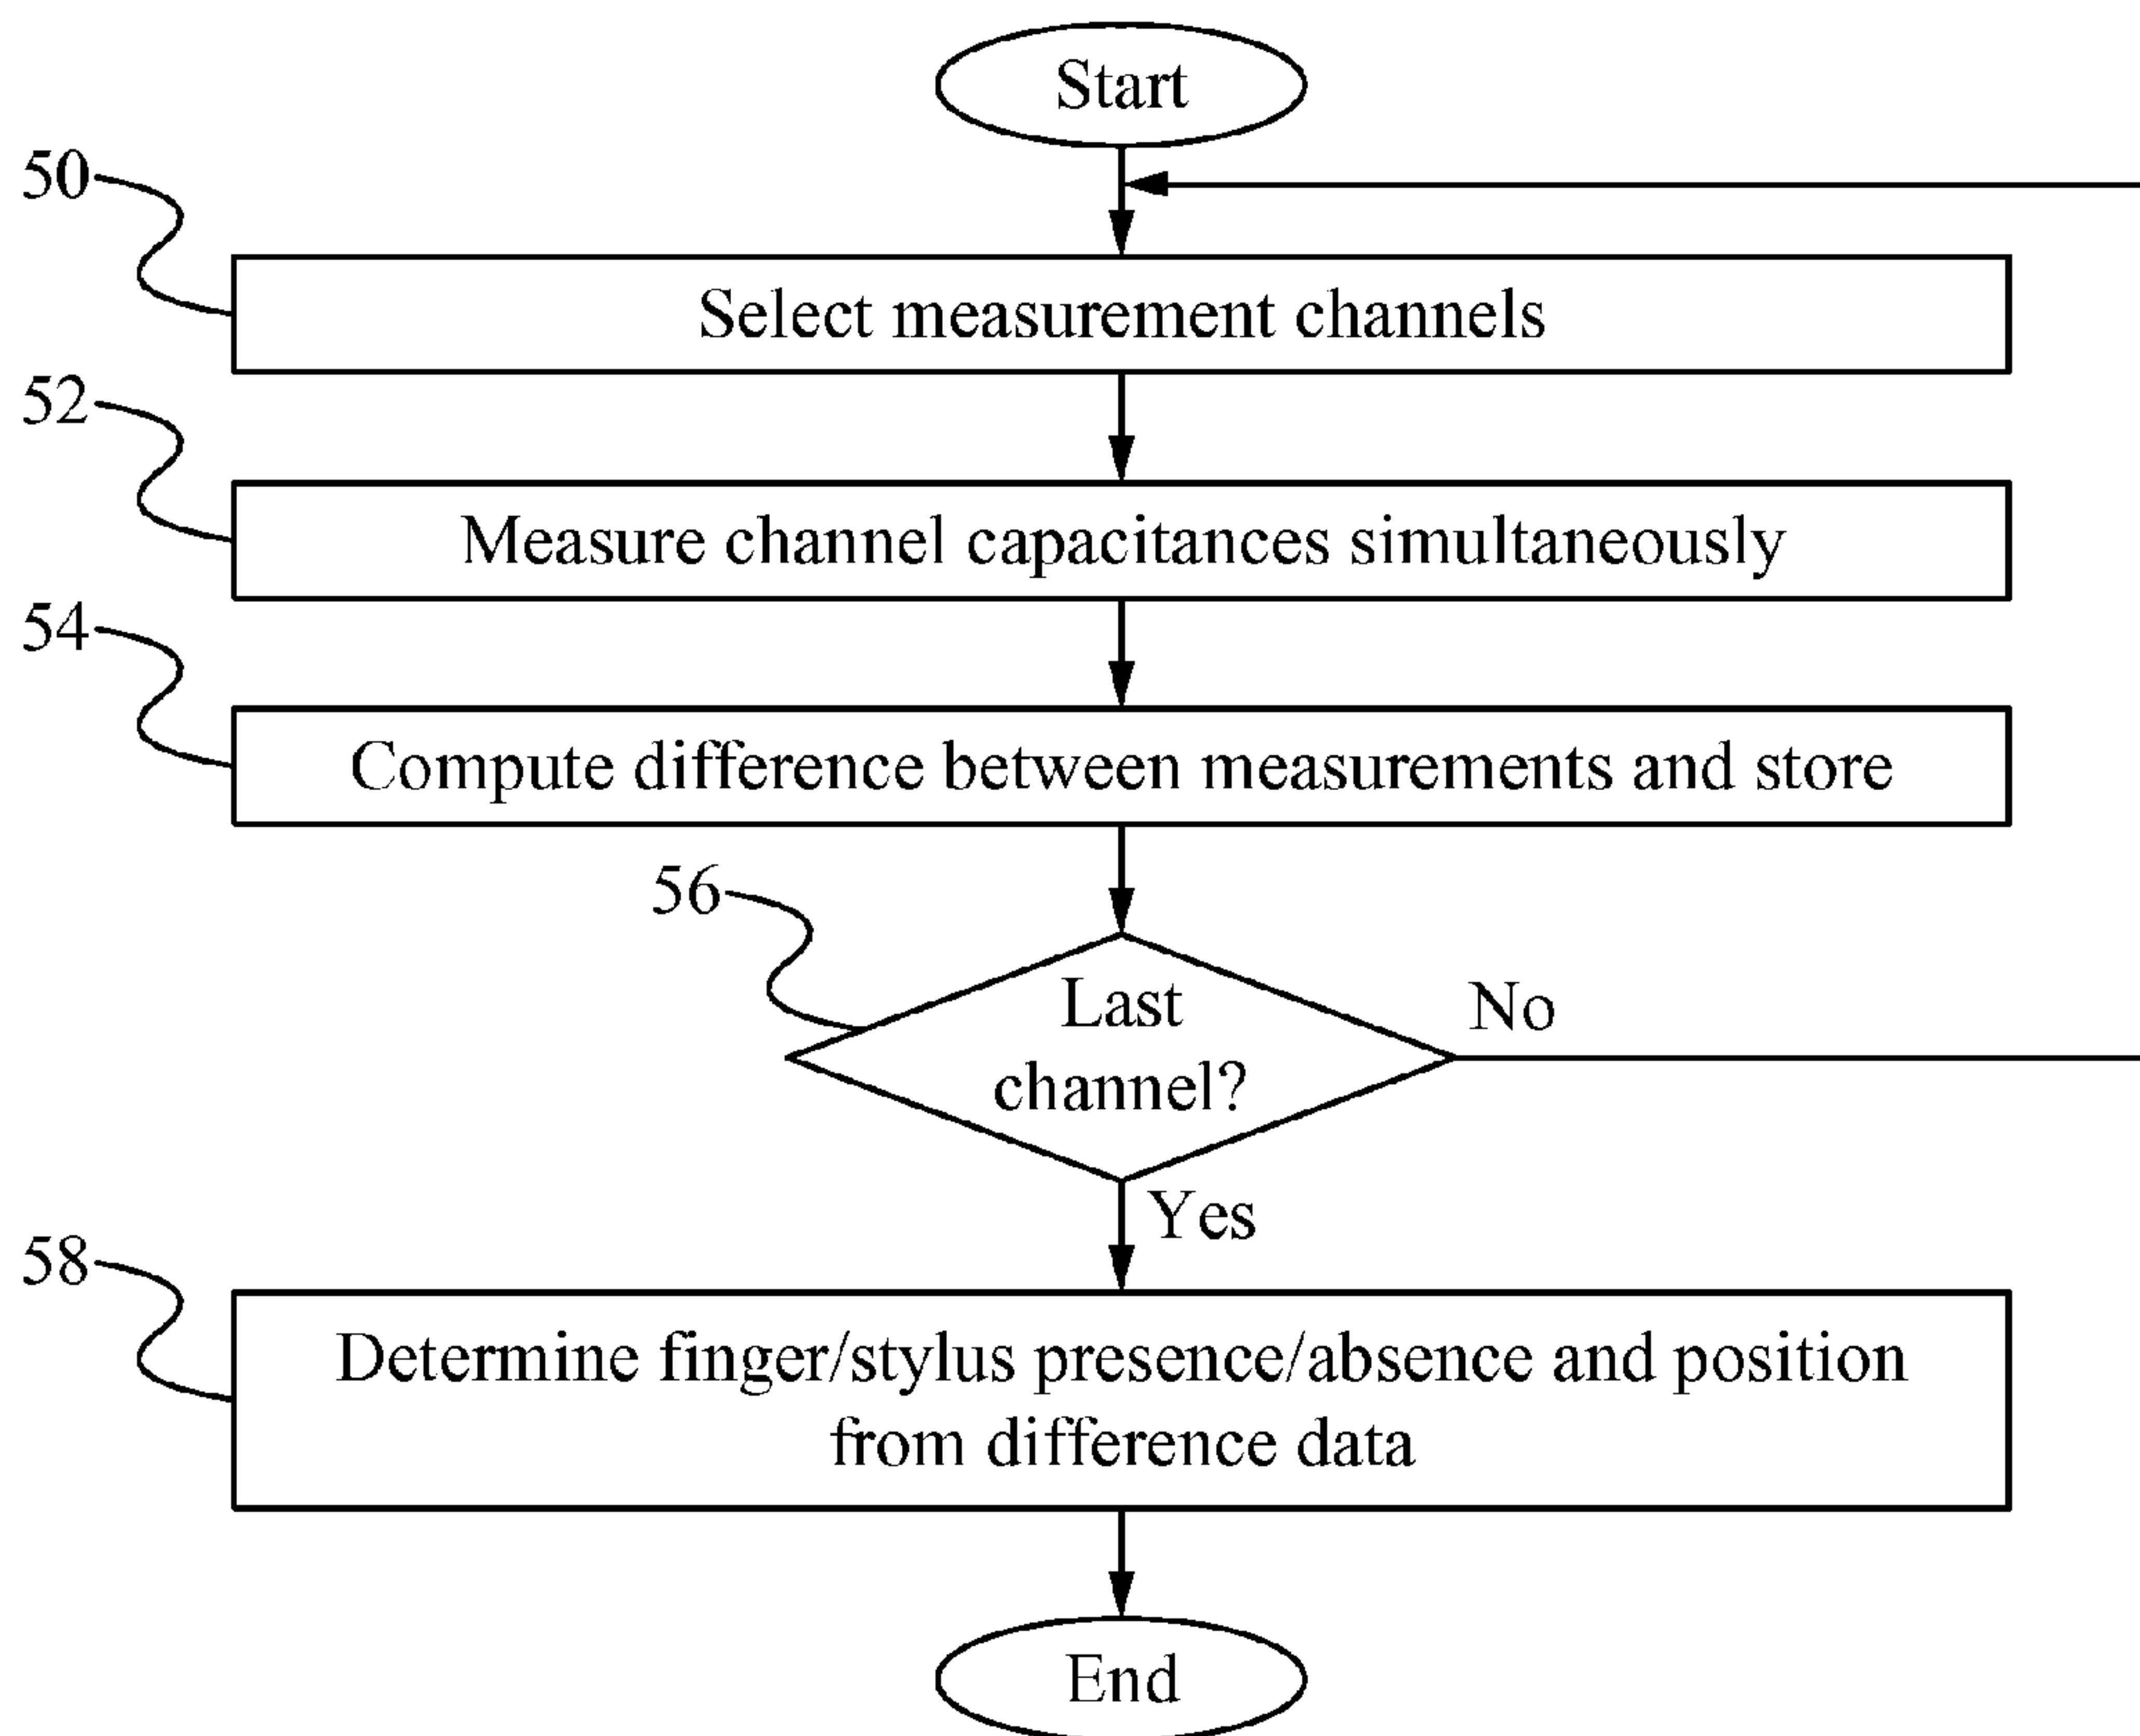 Start
50
Select measurement channels
52
Measure channel capacitances simultaneously
54
Compute difference between measurements and store
56
Last
channel?
No
Yes
58
Determine finger/stylus presence/absence and position
from difference data
End